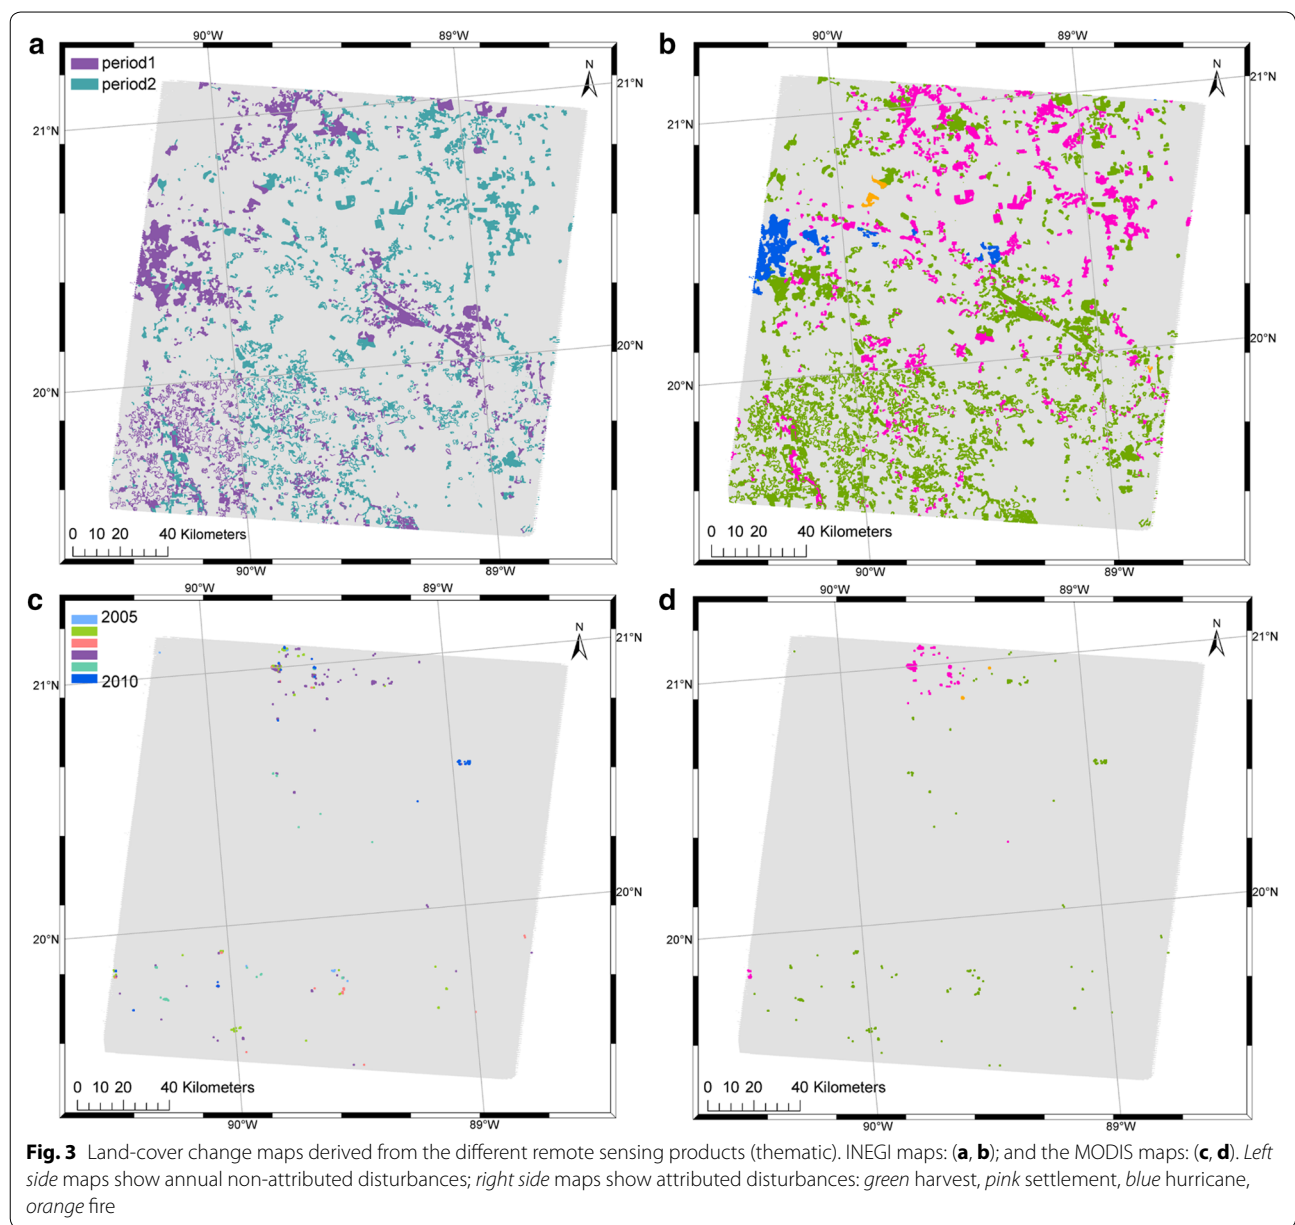 a
90°W
89°W
period1
period2
N
21°N
21°N
20°N
20°N
0 10 20 40 Kilometers
90°W
89°W
b
90°W
89°W
N
21°N
21°N
20°N
20°N
0 10 20 40 Kilometers
90°W
89°W
c
90°W
89°W
2005
2010
N
21°N
21°N
20°N
20°N
0 10 20 40 Kilometers
90°W
89°W
d
90°W
89°W
N
21°N
21°N
20°N
20°N
0 10 20 40 Kilometers
90°W
89°W
Fig. 3 Land-cover change maps derived from the different remote sensing products (thematic). INEGI maps: (a, b); and the MODIS maps: (c, d). Left
side maps show annual non-attributed disturbances; right side maps show attributed disturbances: green harvest, pink settlement, blue hurricane,
orange fire